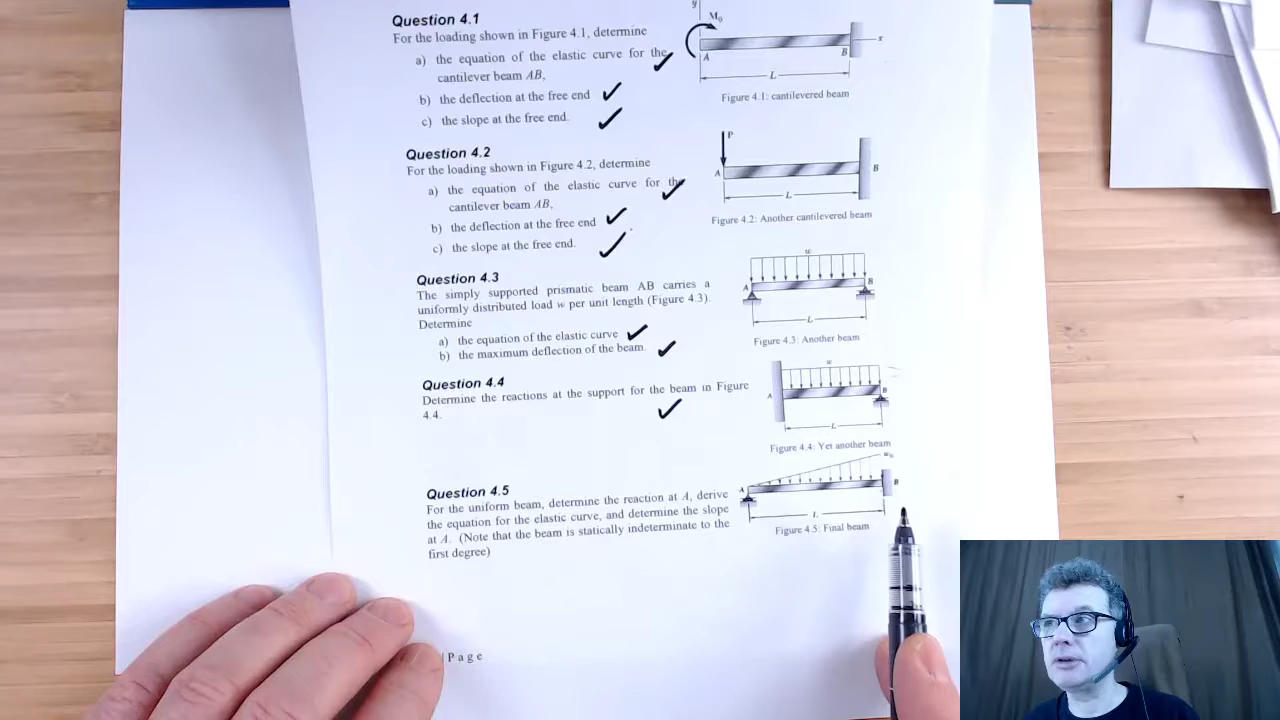 Question 4.1
For the loading shown in Figure 4.1, determine
a) the equation of the elastic curve for the
cantilever beam AB,
b) the deflection at the free end
c) the slope at the free end.
y
M₀
A
B
x
L
Figure 4.1: cantilevered beam
Question 4.2
For the loading shown in Figure 4.2, determine
a) the equation of the elastic curve for the
cantilever beam AB,
b) the deflection at the free end
c) the slope at the free end.
P
A
B
L
Figure 4.2: Another cantilevered beam
Question 4.3
The simply supported prismatic beam AB carries a
uniformly distributed load w per unit length (Figure 4.3).
Determine
a) the equation of the elastic curve
b) the maximum deflection of the beam.
w
A
B
L
Figure 4.3: Another beam
Question 4.4
Determine the reactions at the support for the beam in Figure
4.4.
w
A
B
L
Figure 4.4: Yet another beam
Question 4.5
For the uniform beam, determine the reaction at A, derive
the equation for the elastic curve, and determine the slope
at A. (Note that the beam is statically indeterminate to the
first degree)
w₀
A
B
L
Figure 4.5: Final beam
| P a g e